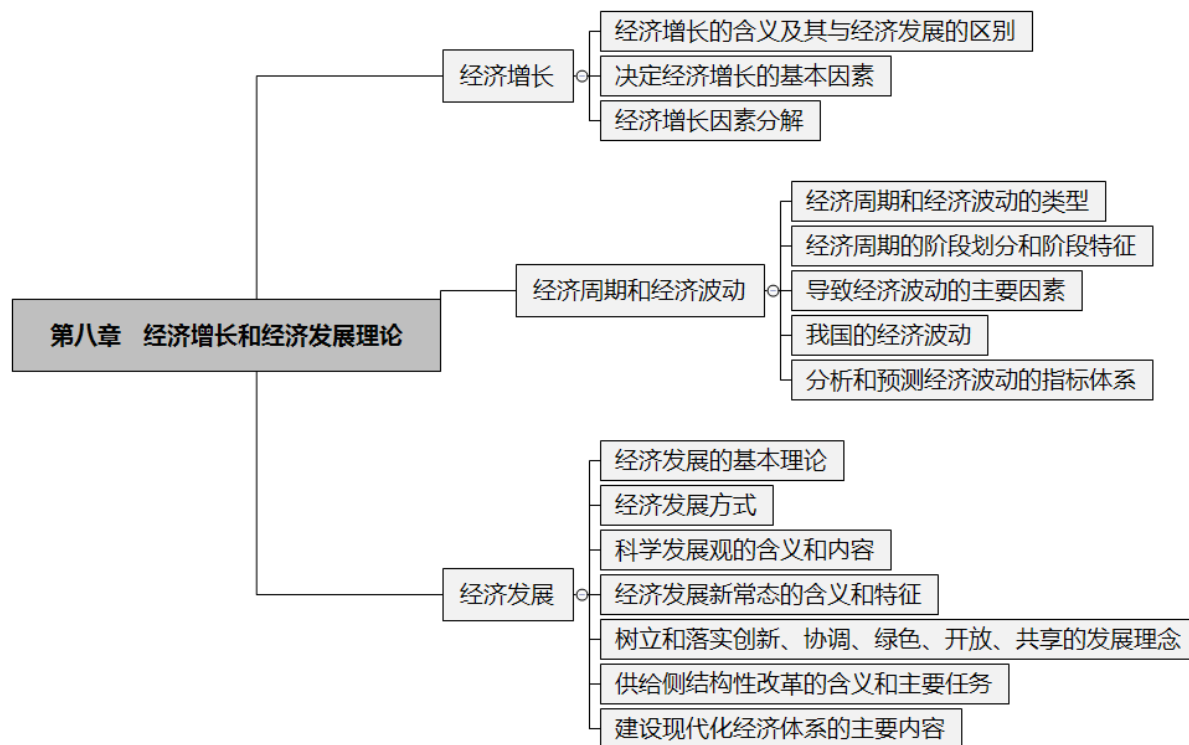 经济增长的含义及其与经济发展的区别
经济增长
决定经济增长的基本因素
经济增长因素分解
经济周期和经济波动的类型
经济周期的阶段划分和阶段特征
经济周期和经济波动
导致经济波动的主要因素
第八章　经济增长和经济发展理论
我国的经济波动
分析和预测经济波动的指标体系
经济发展的基本理论
经济发展方式
科学发展观的含义和内容
经济发展
经济发展新常态的含义和特征
树立和落实创新、协调、绿色、开放、共享的发展理念
供给侧结构性改革的含义和主要任务
建设现代化经济体系的主要内容